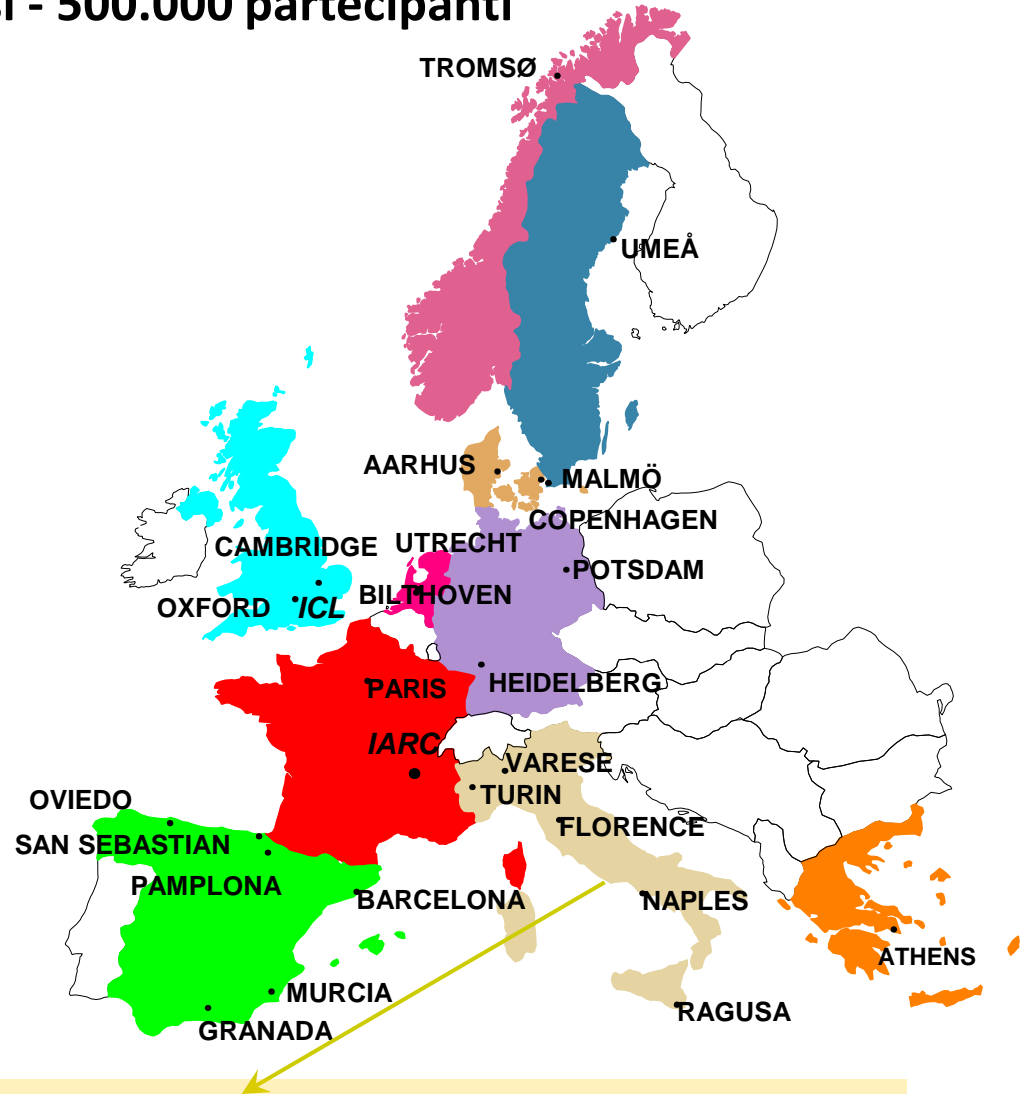 - 500.000 partecipanti
TROMSØ
UMEÅ
AARHUS
MALMÖ
COPENHAGEN
CAMBRIDGE
UTRECHT
POTSDAM
BILTHOVEN
OXFORD
ICL
PARIS
HEIDELBERG
IARC
VARESE
TURIN
OVIEDO
FLORENCE
SAN SEBASTIAN
PAMPLONA
BARCELONA
NAPLES
ATHENS
MURCIA
RAGUSA
GRANADA